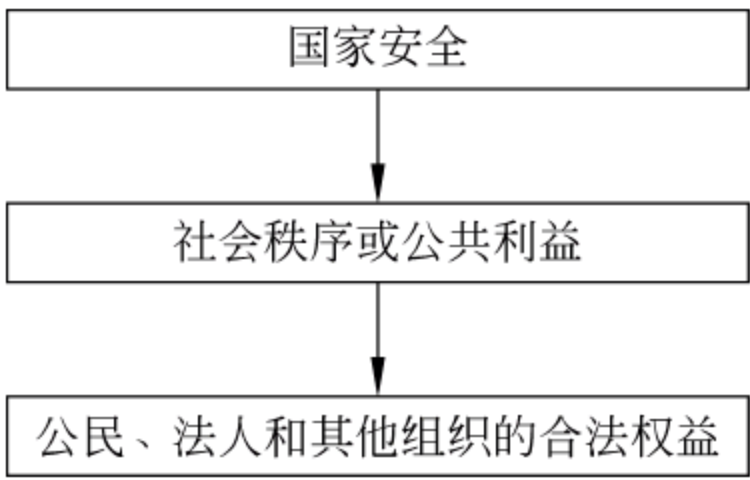 国家安全
社会秩序或公共利益
公民、法人和其他组织的合法权益